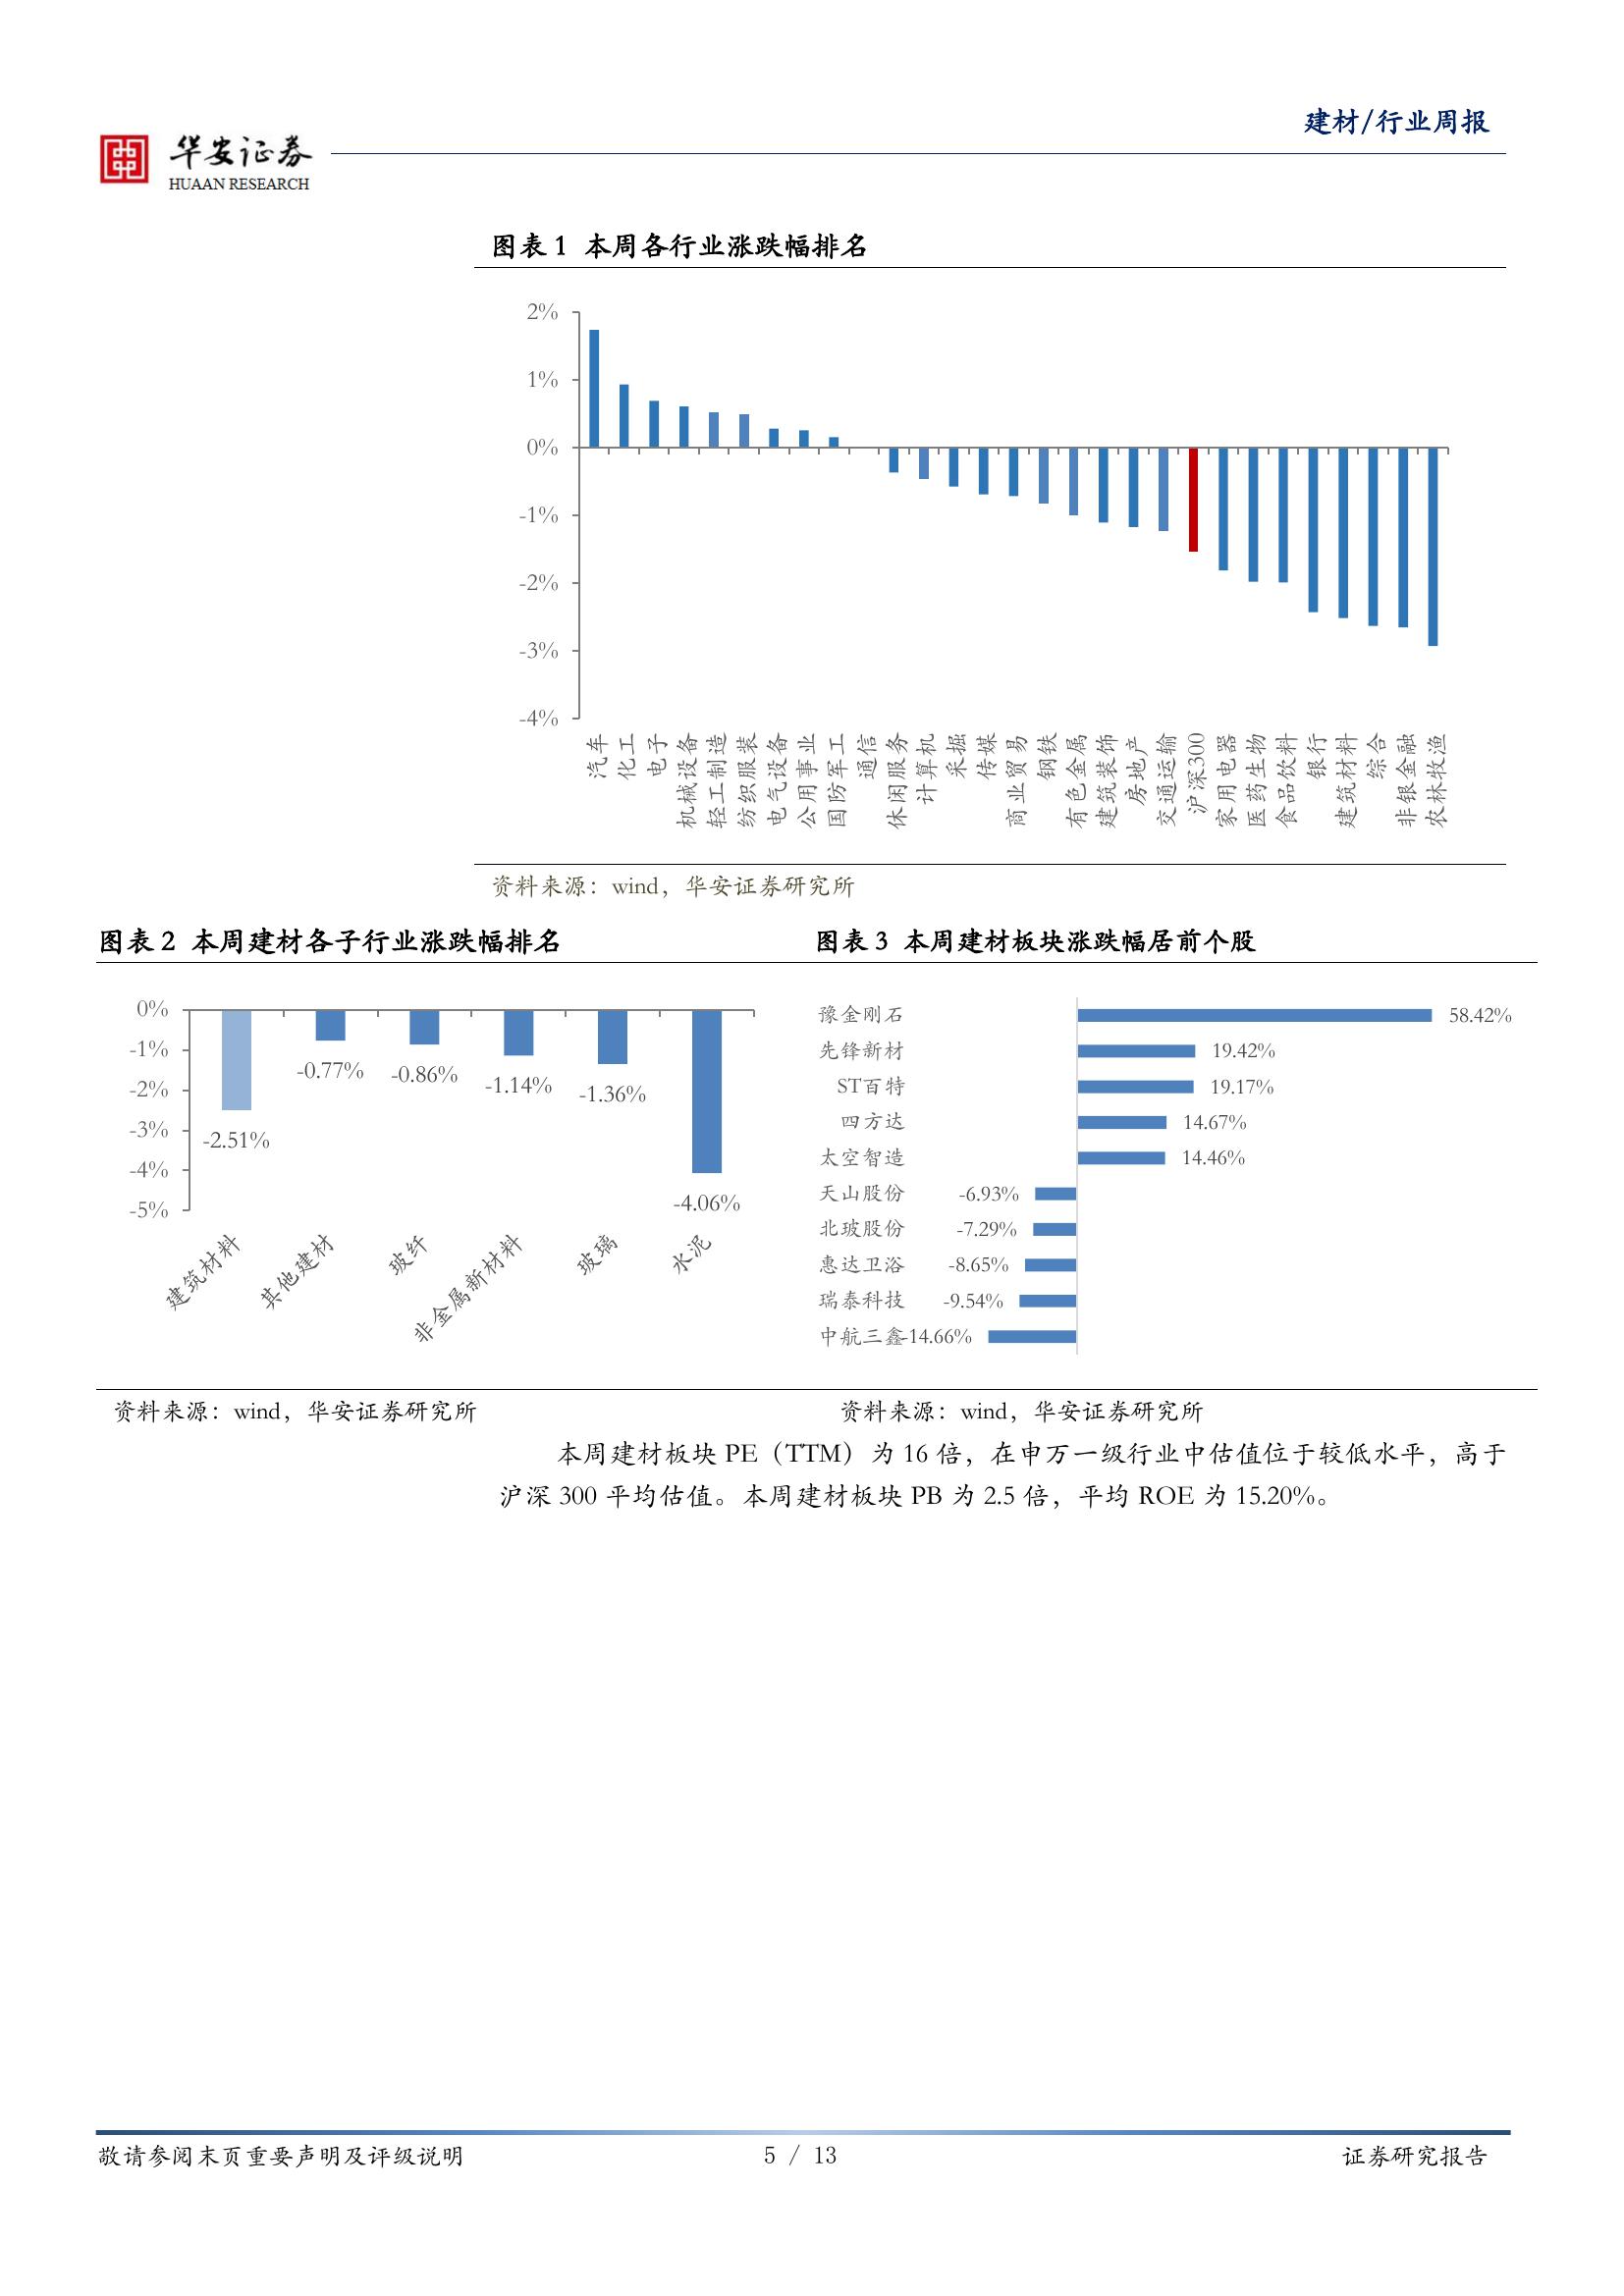 建材/行业周报
华安证券
HUAAN RESEARCH
图表 1 本周各行业涨跌幅排名
2%
1%
0%
-1%
-2%
-3%
-4%
汽车
化工
电子
机械设备
轻工制造
纺织服装
电气设备
公用事业
国防军工
通信
休闲服务
计算机
采掘
传媒
商业贸易
钢铁
有色金属
建筑装饰
房地产
交通运输
沪深300
家用电器
医药生物
食品饮料
银行
建筑材料
综合
非银金融
农林牧渔
资料来源：wind，华安证券研究所
图表 2 本周建材各子行业涨跌幅排名
0%
-1%
-2%
-3%
-4%
-5%
-2.51%
-0.77%
-0.86%
-1.14%
-1.36%
-4.06%
建筑材料
其他建材
玻纤
非金属新材料
玻璃
水泥
资料来源：wind，华安证券研究所
图表 3 本周建材板块涨跌幅居前个股
豫金刚石 58.42%
先锋新材 19.42%
ST百特 19.17%
四方达 14.67%
太空智造 14.46%
天山股份 -6.93%
北玻股份 -7.29%
惠达卫浴 -8.65%
瑞泰科技 -9.54%
中航三鑫 -14.66%
资料来源：wind，华安证券研究所
本周建材板块 PE（TTM）为 16 倍，在申万一级行业中估值位于较低水平，高于
沪深 300 平均估值。本周建材板块 PB 为 2.5 倍，平均 ROE 为 15.20%。
敬请参阅末页重要声明及评级说明 5 / 13 证券研究报告